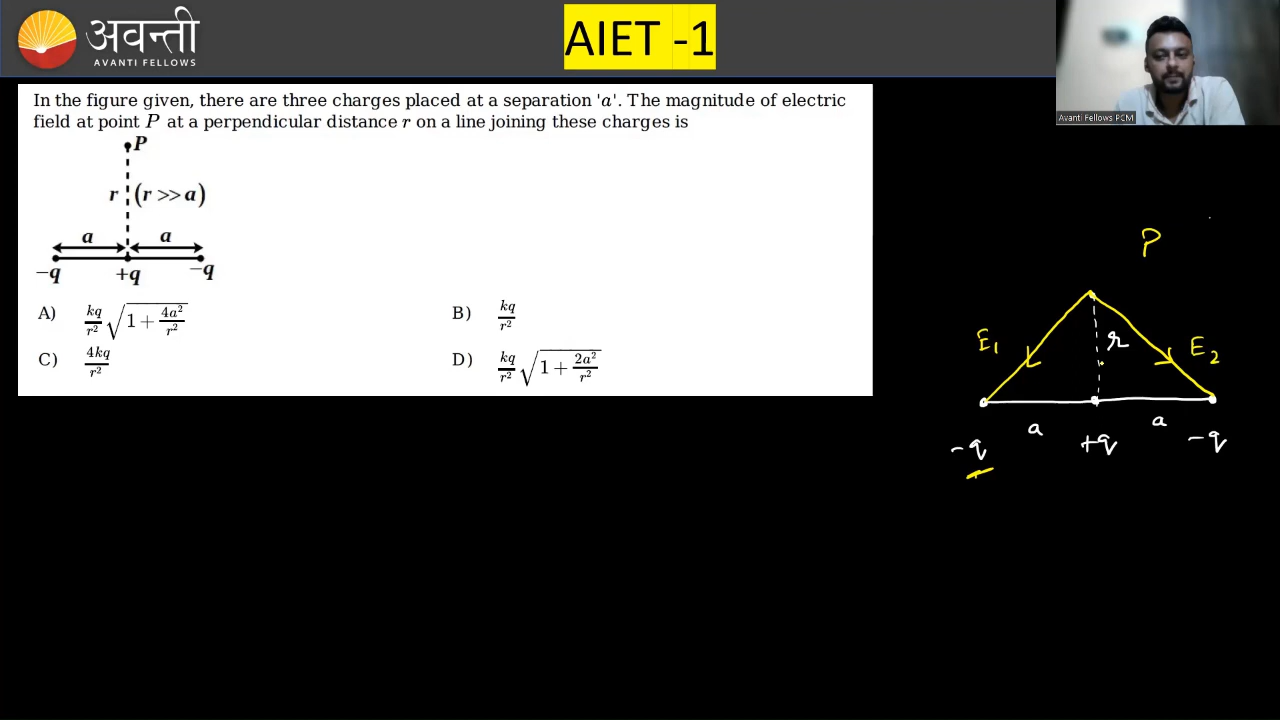 अवन्ती
AVANTI FELLOWS
AIET -1
Avanti Fellows PCM
In the figure given, there are three charges placed at a separation 'a'. The magnitude of electric
field at point P at a perpendicular distance r on a line joining these charges is
P
r (r >> a)
a a
−q +q −q
A) kq/r² √(1 + 4a²/r²)
B) kq/r²
C) 4kq/r²
D) kq/r² √(1 + 2a²/r²)
P
E₁ r E₂
a a
-q +q -q